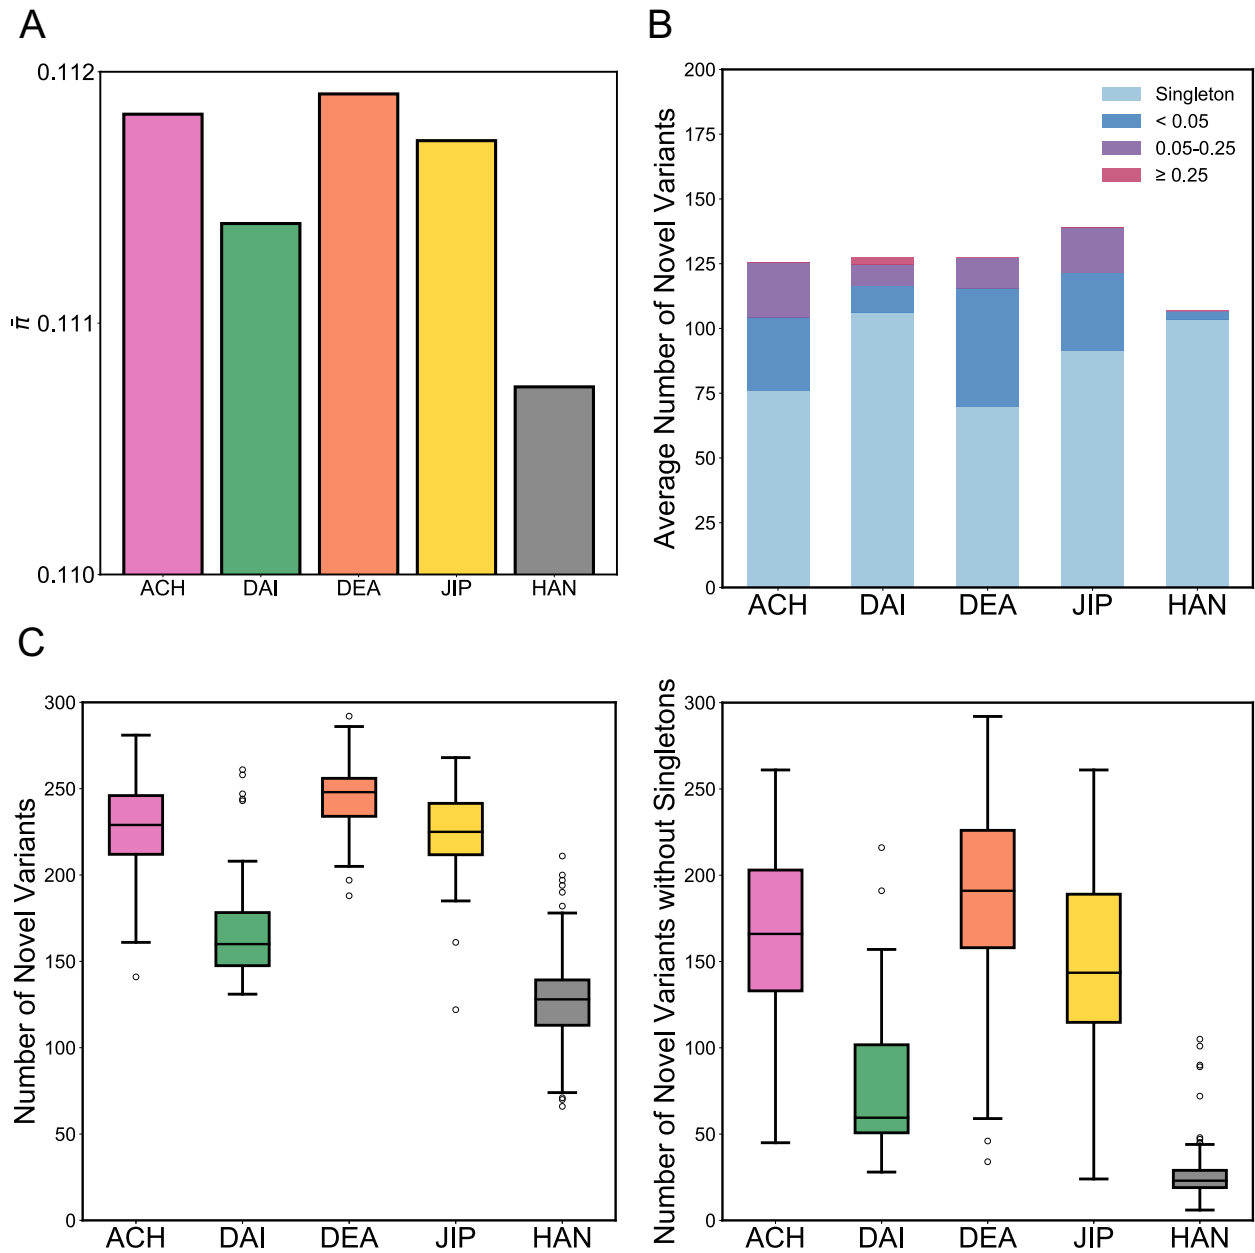 A
π̄
0.112
0.111
0.110
ACH DAI DEA JIP HAN
B
Average Number of Novel Variants
200
175
150
125
100
75
50
25
0
Singleton
< 0.05
0.05-0.25
≥ 0.25
ACH DAI DEA JIP HAN
C
Number of Novel Variants
300
250
200
150
100
50
0
ACH DAI DEA JIP HAN
Number of Novel Variants without Singletons
300
250
200
150
100
50
0
ACH DAI DEA JIP HAN